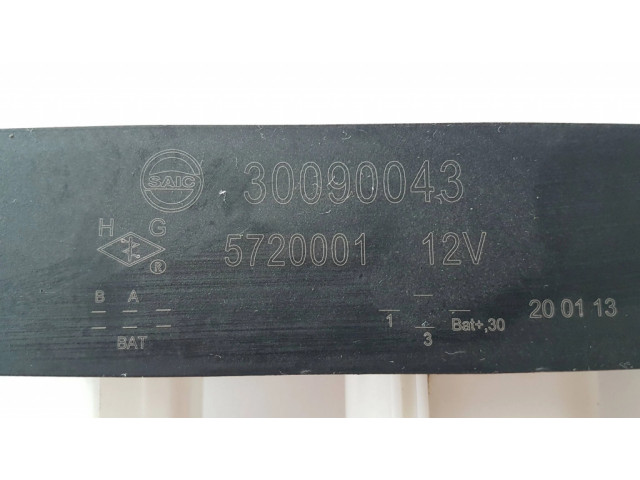 SAIC 30090043
H G
® 5720001 12V
B A
1 Bat+,30 20 01 13
BAT 3